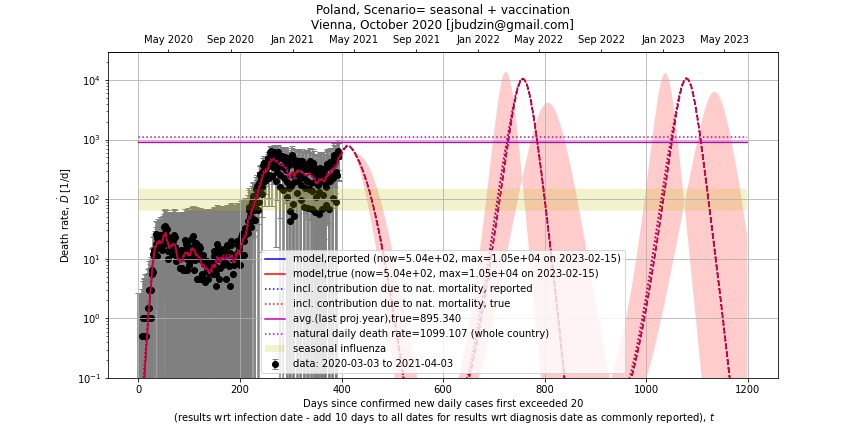 Poland, Scenario= seasonal + vaccination
Vienna, October 2020 [jbudzin@gmail.com]
May 2020 Sep 2020 Jan 2021 May 2021 Sep 2021 Jan 2022 May 2022 Sep 2022 Jan 2023 May 2023
10⁴
10³
10²
10¹
10⁰
10⁻¹
Death rate, Ḋ [1/d]
model,reported (now=5.04e+02, max=1.05e+04 on 2023-02-15)
model,true (now=5.04e+02, max=1.05e+04 on 2023-02-15)
incl. contribution due to nat. mortality, reported
incl. contribution due to nat. mortality, true
avg.(last proj.year),true=895.340
natural daily death rate=1099.107 (whole country)
seasonal influenza
data: 2020-03-03 to 2021-04-03
0 200 400 600 800 1000 1200
Days since confirmed new daily cases first exceeded 20
(results wrt infection date - add 10 days to all dates for results wrt diagnosis date as commonly reported), t